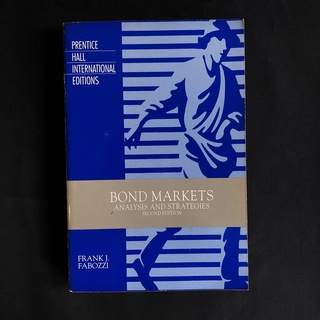 PRENTICE
HALL
INTERNATIONAL
EDITIONS
BOND MARKETS
ANALYSIS AND STRATEGIES
SECOND EDITION
FRANK J.
FABOZZI